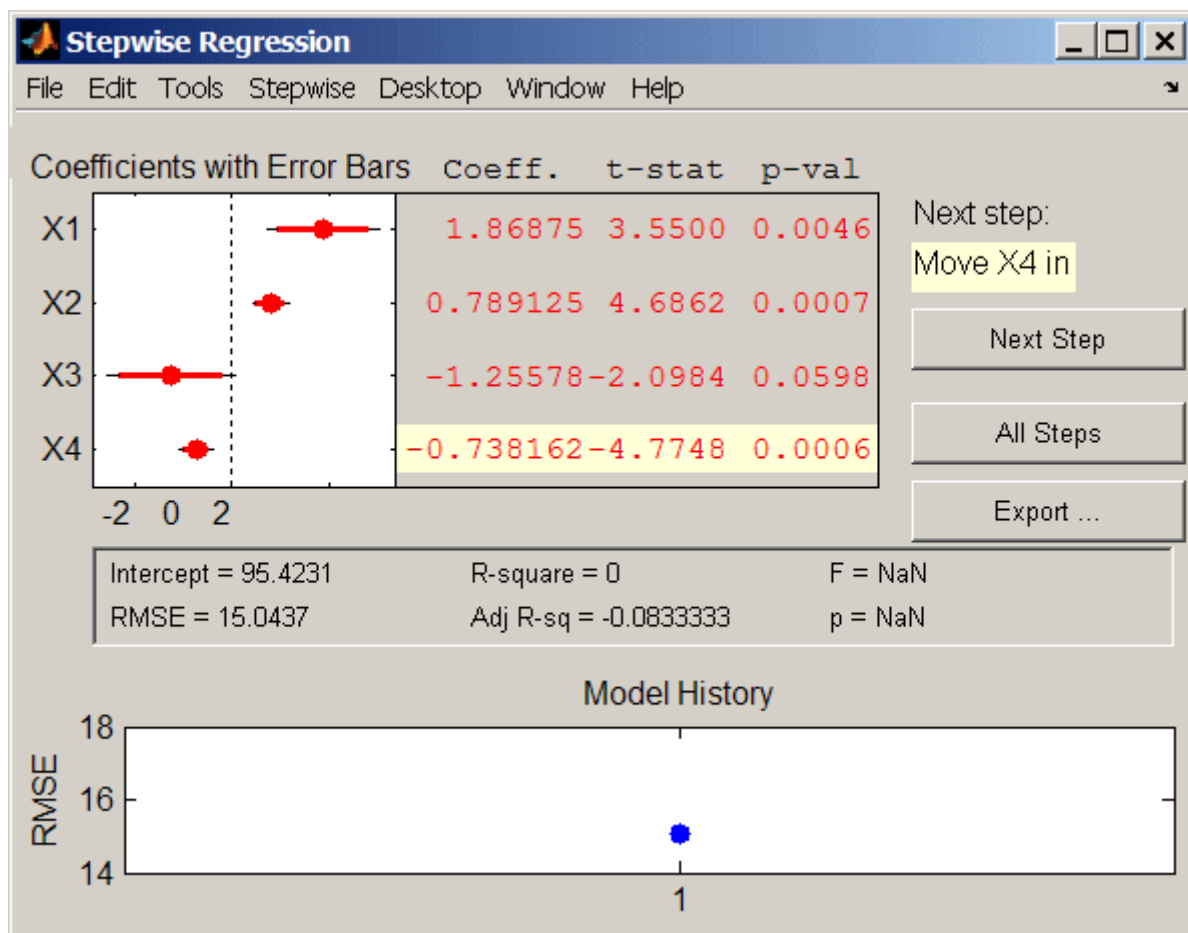 Stepwise Regression
File Edit Tools Stepwise Desktop Window Help
Coefficients with Error Bars Coeff. t-stat p-val
X1 1.86875 3.5500 0.0046
X2 0.789125 4.6862 0.0007
X3 -1.25578 -2.0984 0.0598
X4 -0.738162 -4.7748 0.0006
-2 0 2
Next step:
Move X4 in
Next Step
All Steps
Export ...
Intercept = 95.4231 R-square = 0 F = NaN
RMSE = 15.0437 Adj R-sq = -0.0833333 p = NaN
Model History
RMSE
18
16
14
1